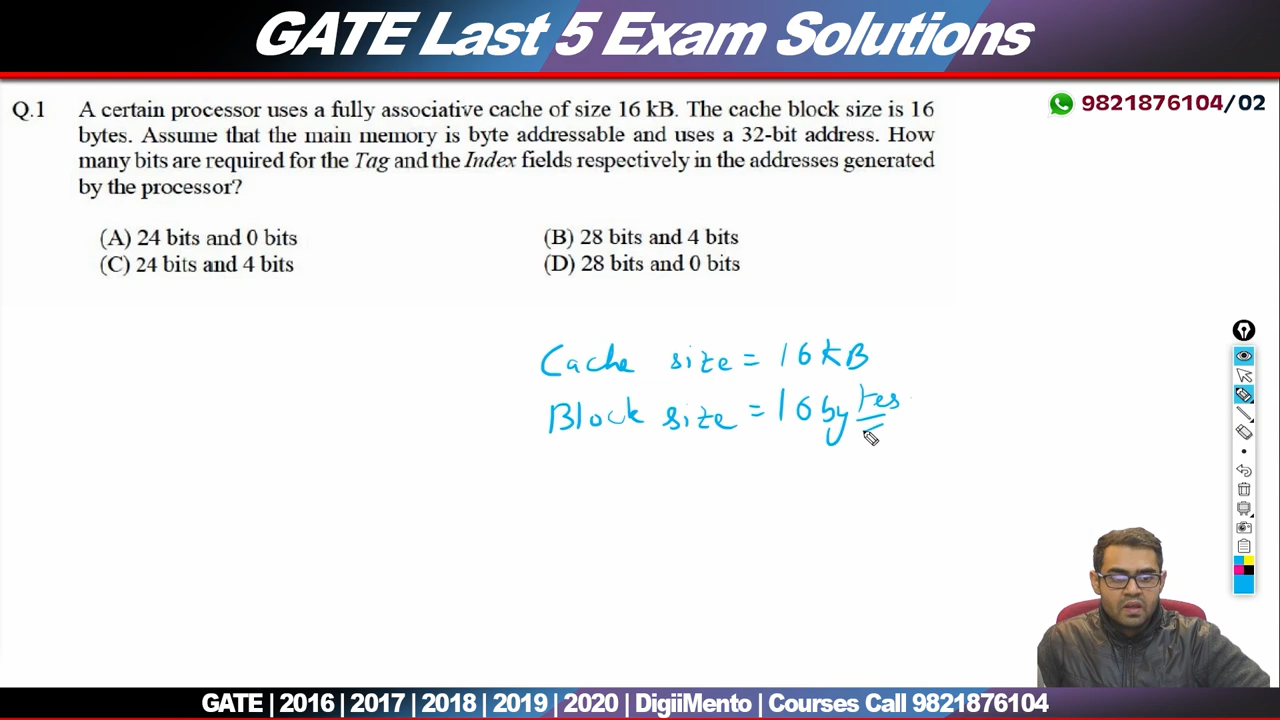 GATE Last 5 Exam Solutions
9821876104/02
Q.1 A certain processor uses a fully associative cache of size 16 kB. The cache block size is 16
bytes. Assume that the main memory is byte addressable and uses a 32-bit address. How
many bits are required for the Tag and the Index fields respectively in the addresses generated
by the processor?
(A) 24 bits and 0 bits (B) 28 bits and 4 bits
(C) 24 bits and 4 bits (D) 28 bits and 0 bits
Cache size = 16 kB
Block size = 16 bytes
GATE | 2016 | 2017 | 2018 | 2019 | 2020 | DigiiMento | Courses Call 9821876104